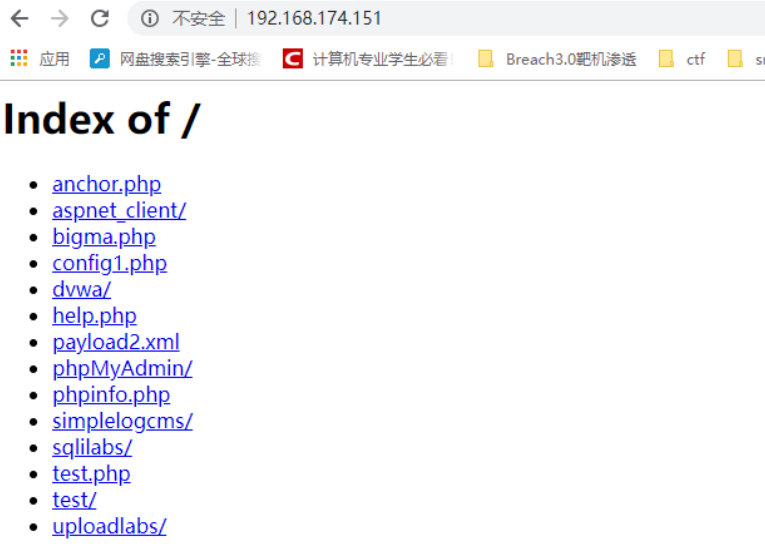 不安全 192.168.174.151
应用 网盘搜索引擎-全球搜 计算机专业学生必看! Breach3.0靶机渗透 ctf
Index of /
anchor.php
aspnet_client/
bigma.php
config1.php
dvwa/
help.php
payload2.xml
phpMyAdmin/
phpinfo.php
simplelogcms/
sqlilabs/
test.php
test/
uploadlabs/